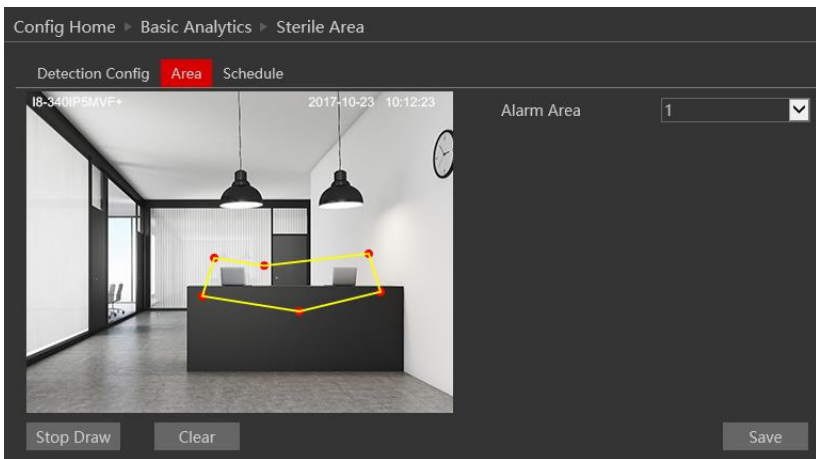 Config Home ▸ Basic Analytics ▸ Sterile Area
Detection Config Area Schedule
I8-340IP5MVF+ 2017-10-23 10:12:23
Alarm Area 1
Stop Draw Clear Save